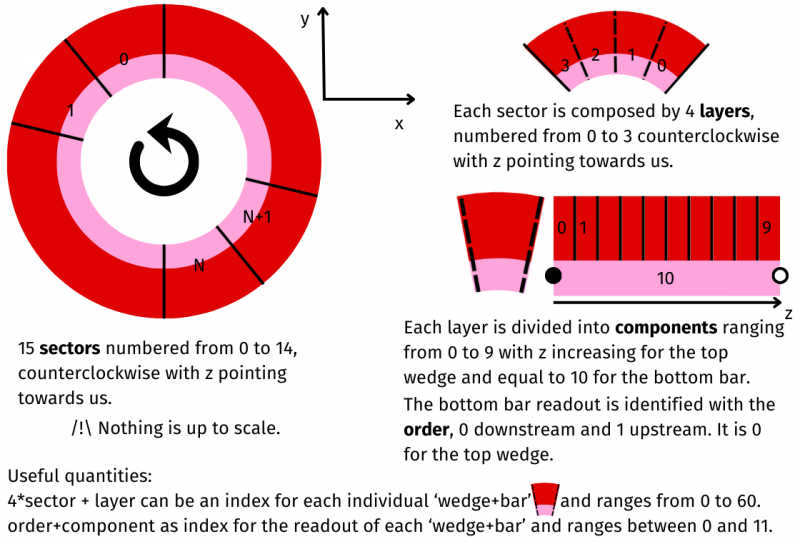 0
1
N+1
N
y
x
3 2 1 0
Each sector is composed by 4 layers,
numbered from 0 to 3 counterclockwise
with z pointing towards us.
0 1 9
10
z
15 sectors numbered from 0 to 14,
counterclockwise with z pointing
towards us.
/!\ Nothing is up to scale.
Each layer is divided into components ranging
from 0 to 9 with z increasing for the top
wedge and equal to 10 for the bottom bar.
The bottom bar readout is identified with the
order, 0 downstream and 1 upstream. It is 0
for the top wedge.
Useful quantities:
4*sector + layer can be an index for each individual ‘wedge+bar’ and ranges from 0 to 60.
order+component as index for the readout of each ‘wedge+bar’ and ranges between 0 and 11.